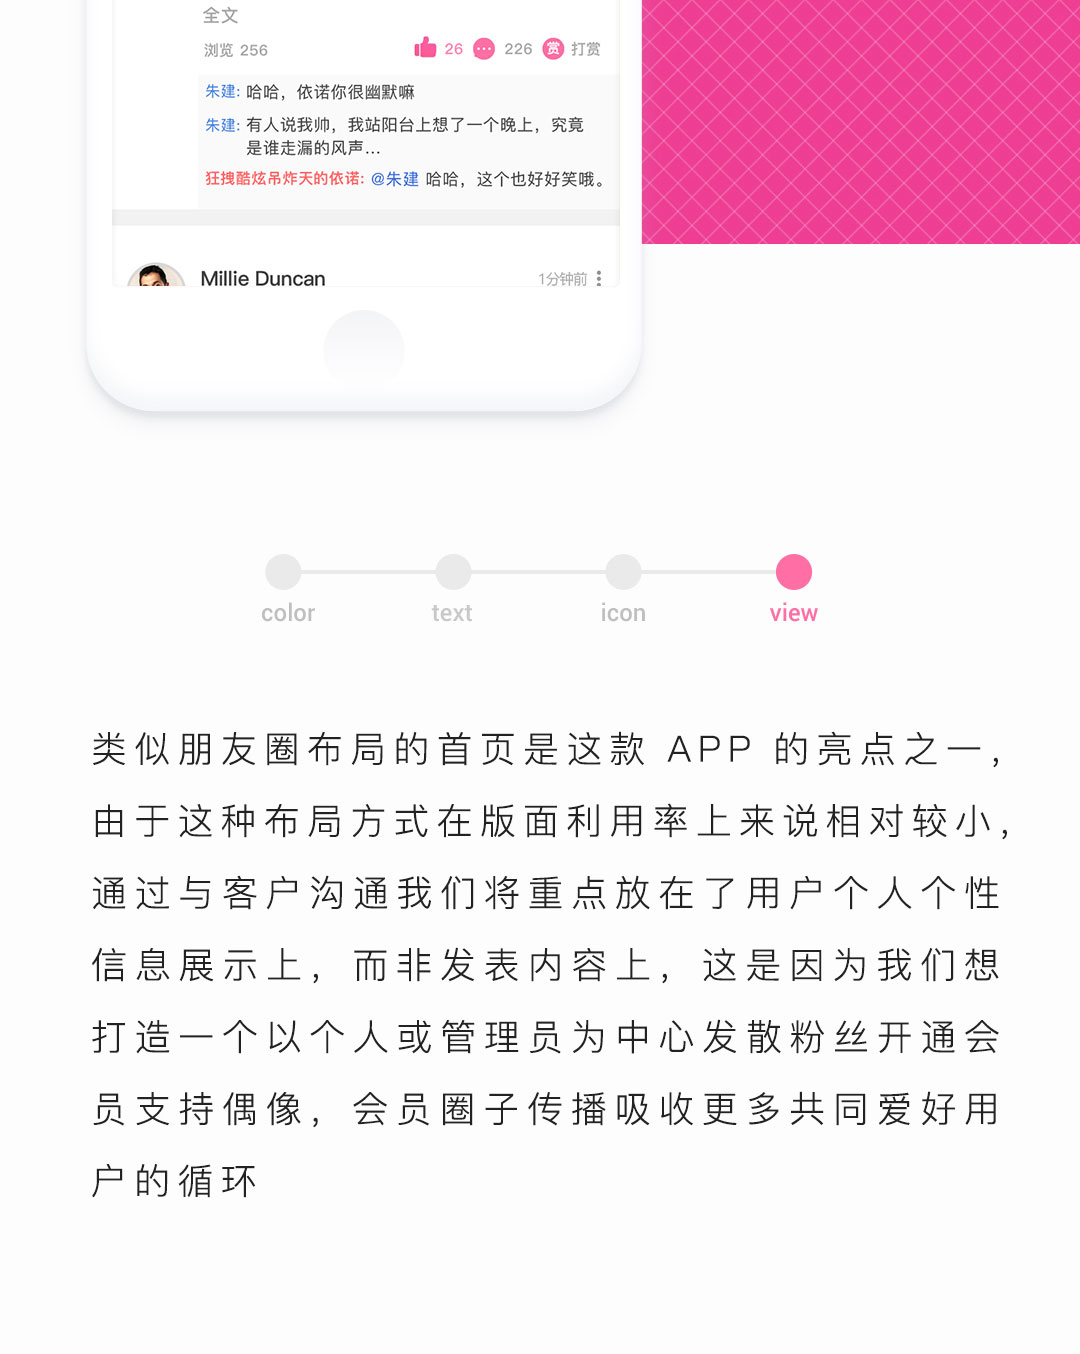 全文
浏览 256 26 226 赏 打赏
朱建: 哈哈，依诺你很幽默嘛
朱建: 有人说我帅，我站阳台上想了一个晚上，究竟
是谁走漏的风声...
狂拽酷炫吊炸天的依诺: @朱建 哈哈，这个也好好笑哦。
Millie Duncan 1分钟前
color text icon view
类似朋友圈布局的首页是这款 APP 的亮点之一，
由于这种布局方式在版面利用率上来说相对较小，
通过与客户沟通我们将重点放在了用户个人个性
信息展示上，而非发表内容上，这是因为我们想
打造一个以个人或管理员为中心发散粉丝开通会
员支持偶像，会员圈子传播吸收更多共同爱好用
户的循环